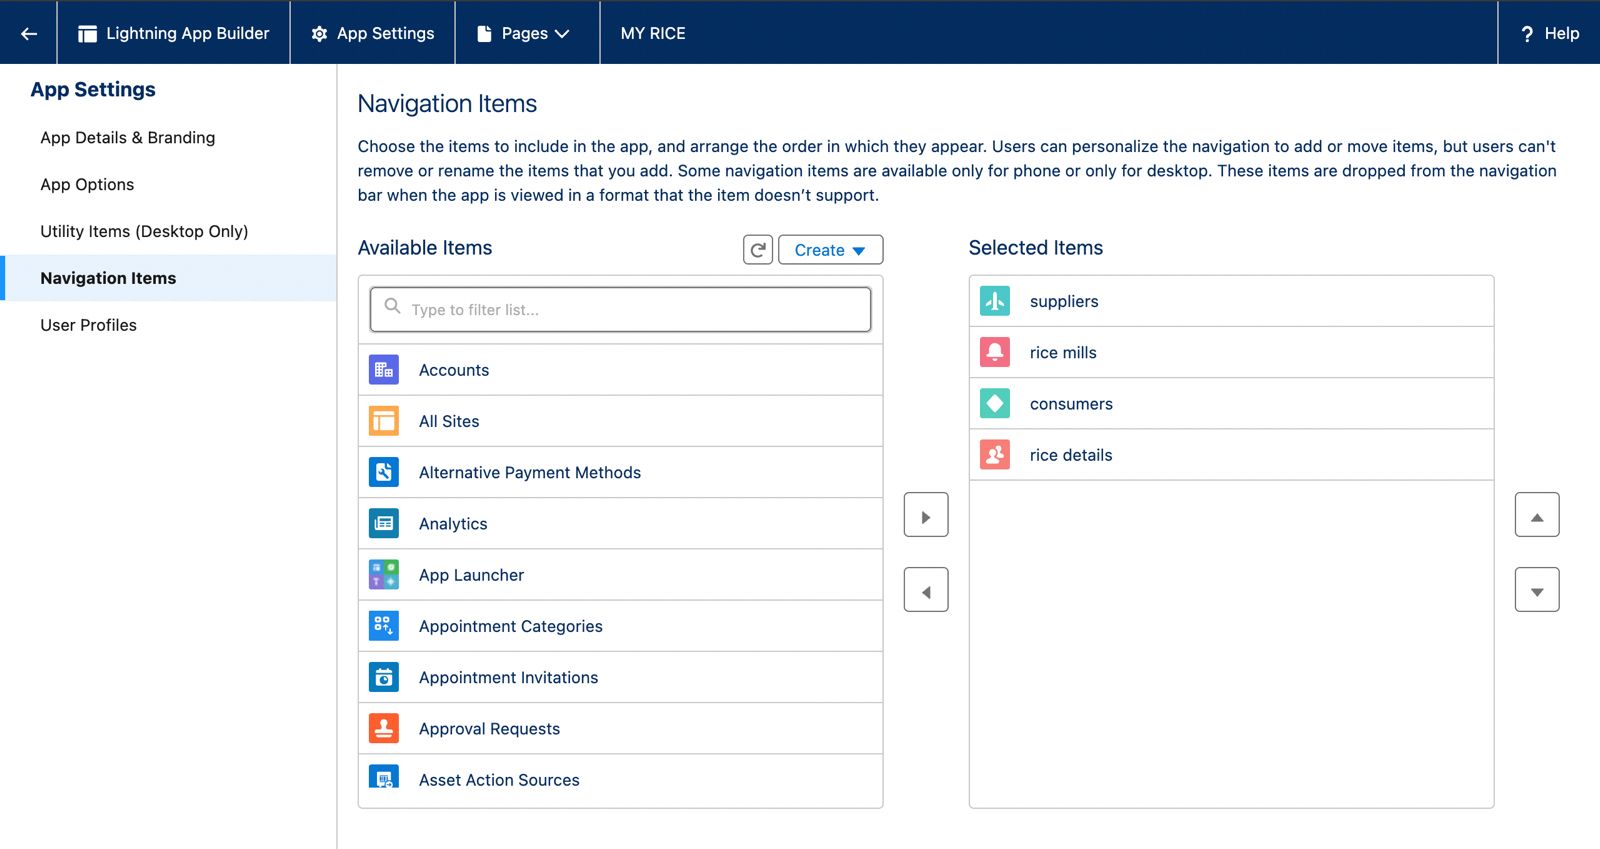 Lightning App Builder
App Settings
Pages
MY RICE
? Help
App Settings
App Details & Branding
App Options
Utility Items (Desktop Only)
Navigation Items
User Profiles
Navigation Items
Choose the items to include in the app, and arrange the order in which they appear. Users can personalize the navigation to add or move items, but users can't
remove or rename the items that you add. Some navigation items are available only for phone or only for desktop. These items are dropped from the navigation
bar when the app is viewed in a format that the item doesn’t support.
Available Items
Create
Type to filter list...
Accounts
All Sites
Alternative Payment Methods
Analytics
App Launcher
Appointment Categories
Appointment Invitations
Approval Requests
Asset Action Sources
Selected Items
suppliers
rice mills
consumers
rice details